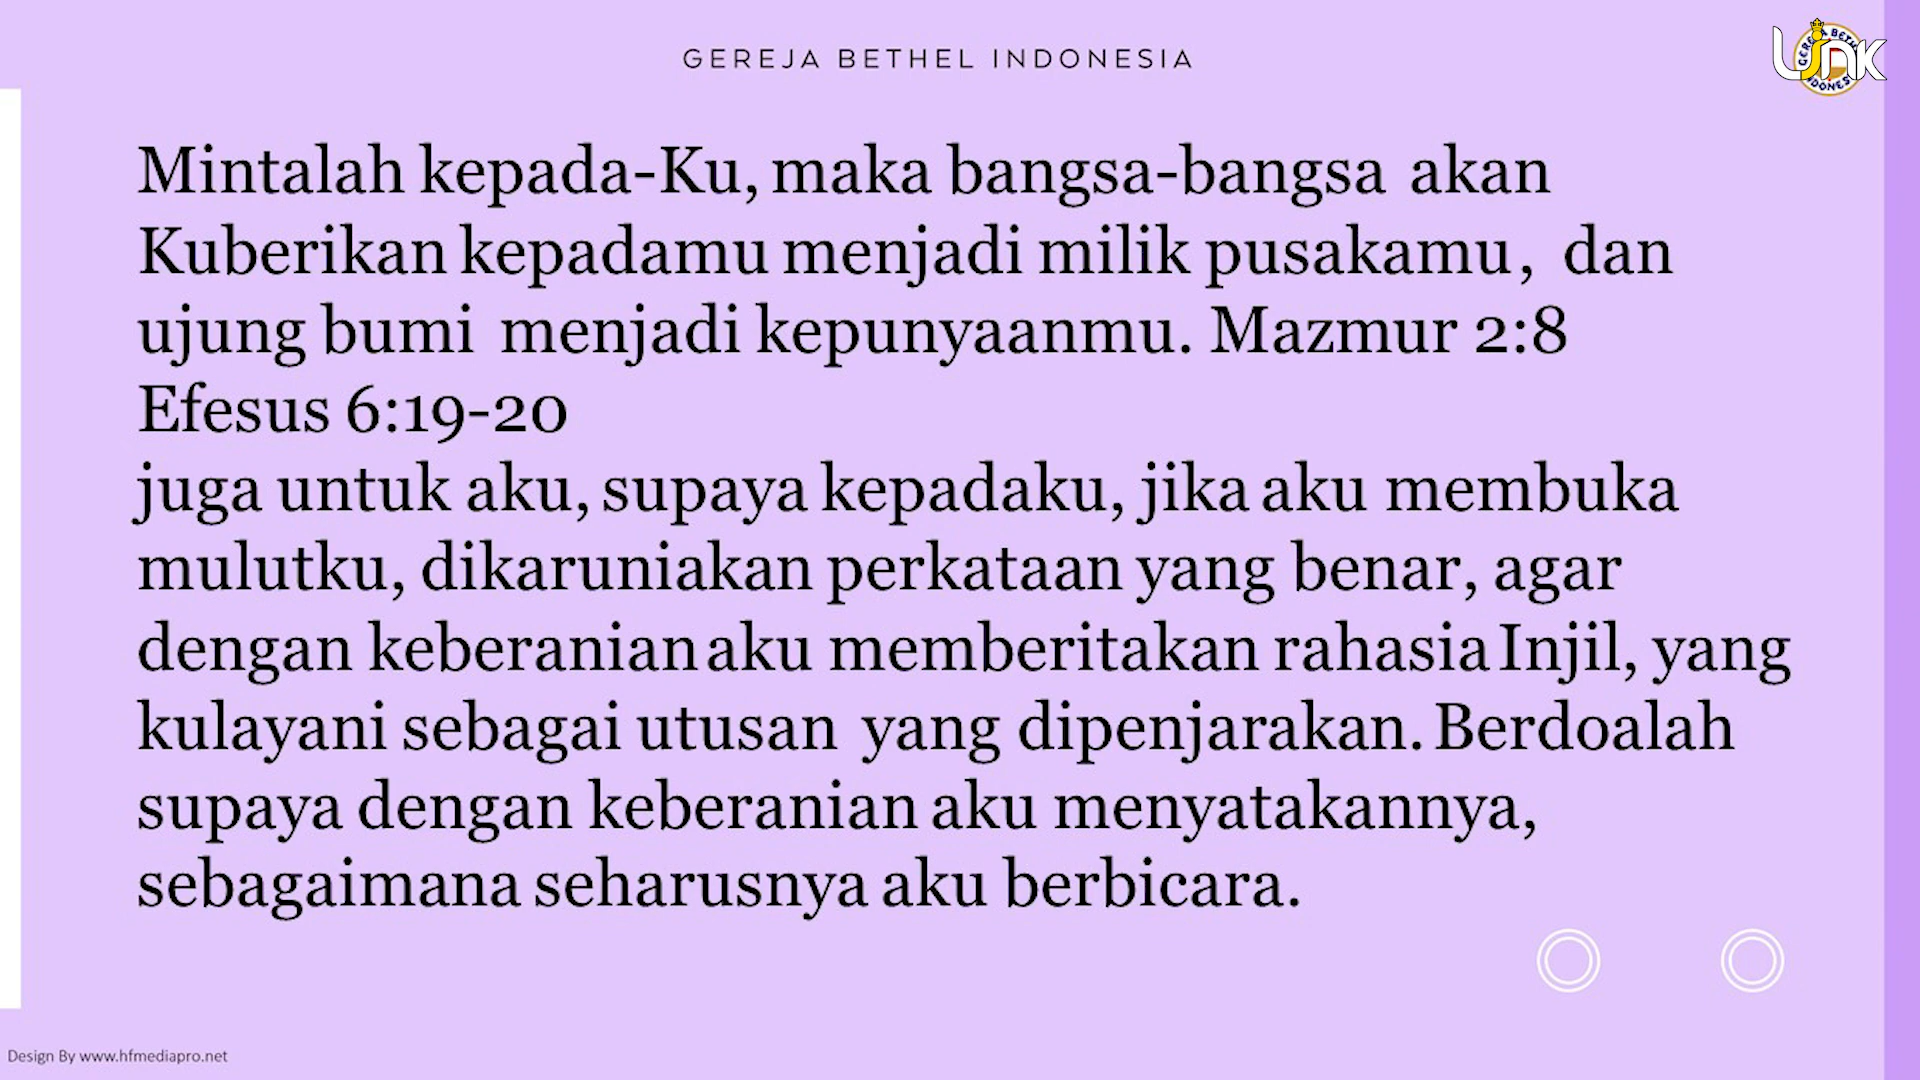 GEREJA BETHEL INDONESIA
Mintalah kepada-Ku, maka bangsa-bangsa akan
Kuberikan kepadamu menjadi milik pusakamu, dan
ujung bumi menjadi kepunyaanmu. Mazmur 2:8
Efesus 6:19-20
juga untuk aku, supaya kepadaku, jika aku membuka
mulutku, dikaruniakan perkataan yang benar, agar
dengan keberanian aku memberitakan rahasia Injil, yang
kulayani sebagai utusan yang dipenjarakan. Berdoalah
supaya dengan keberanian aku menyatakannya,
sebagaimana seharusnya aku berbicara.
Design By www.hfmediapro.net